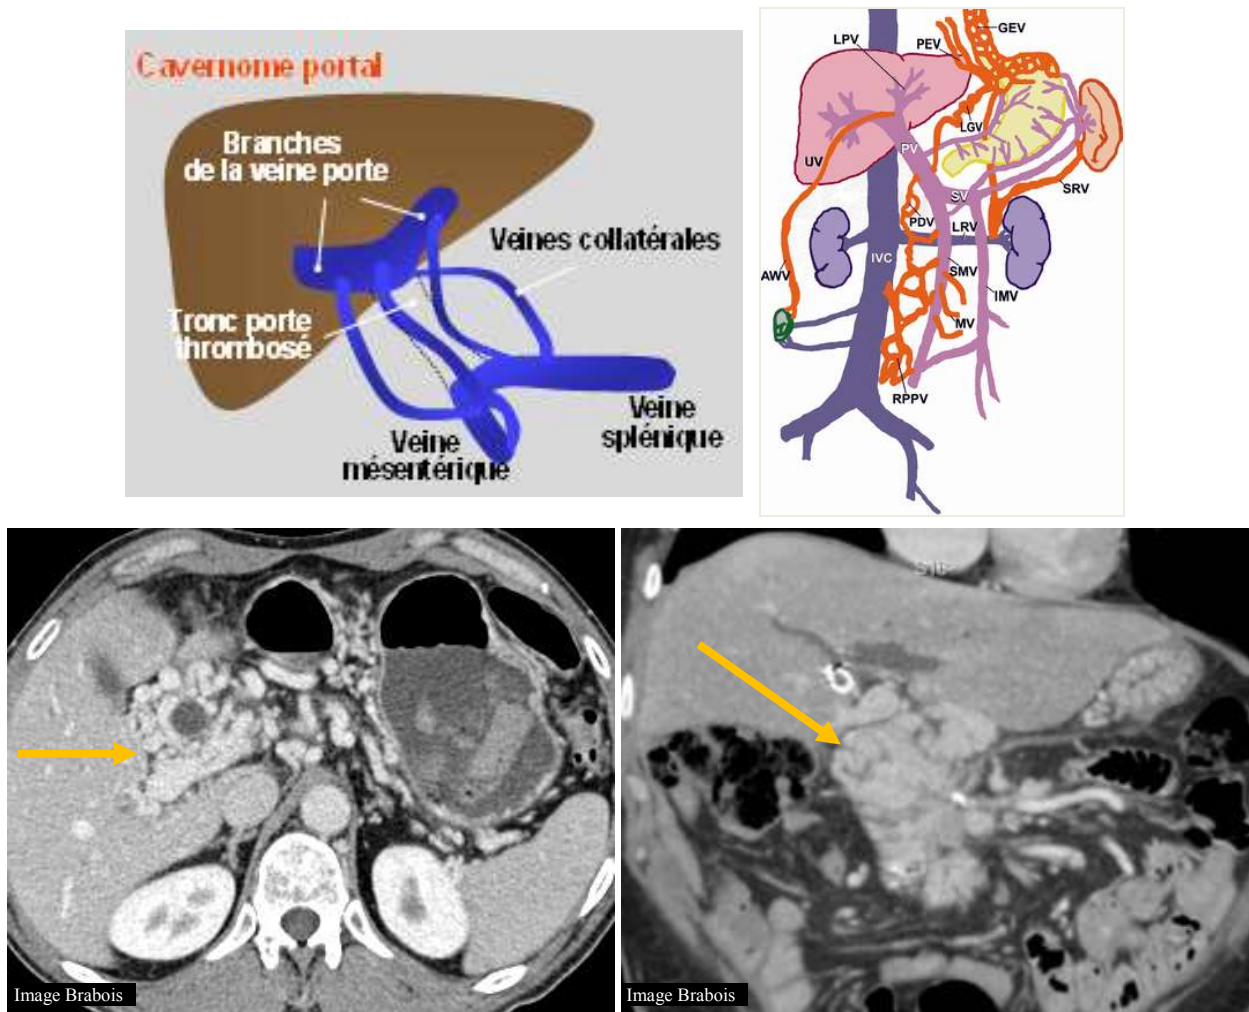 Cavernome portal
Branches
de la veine porte
Veines collatérales
Tronc porte
thrombosé
Veine
mésentérique
Veine
splénique
GEV
LPV
PEV
LGV
UV
PV
SRV
SV
PDV
LRV
IVC
SMV
AWV
IMV
MV
RPPV
Image Brabois
Image Brabois